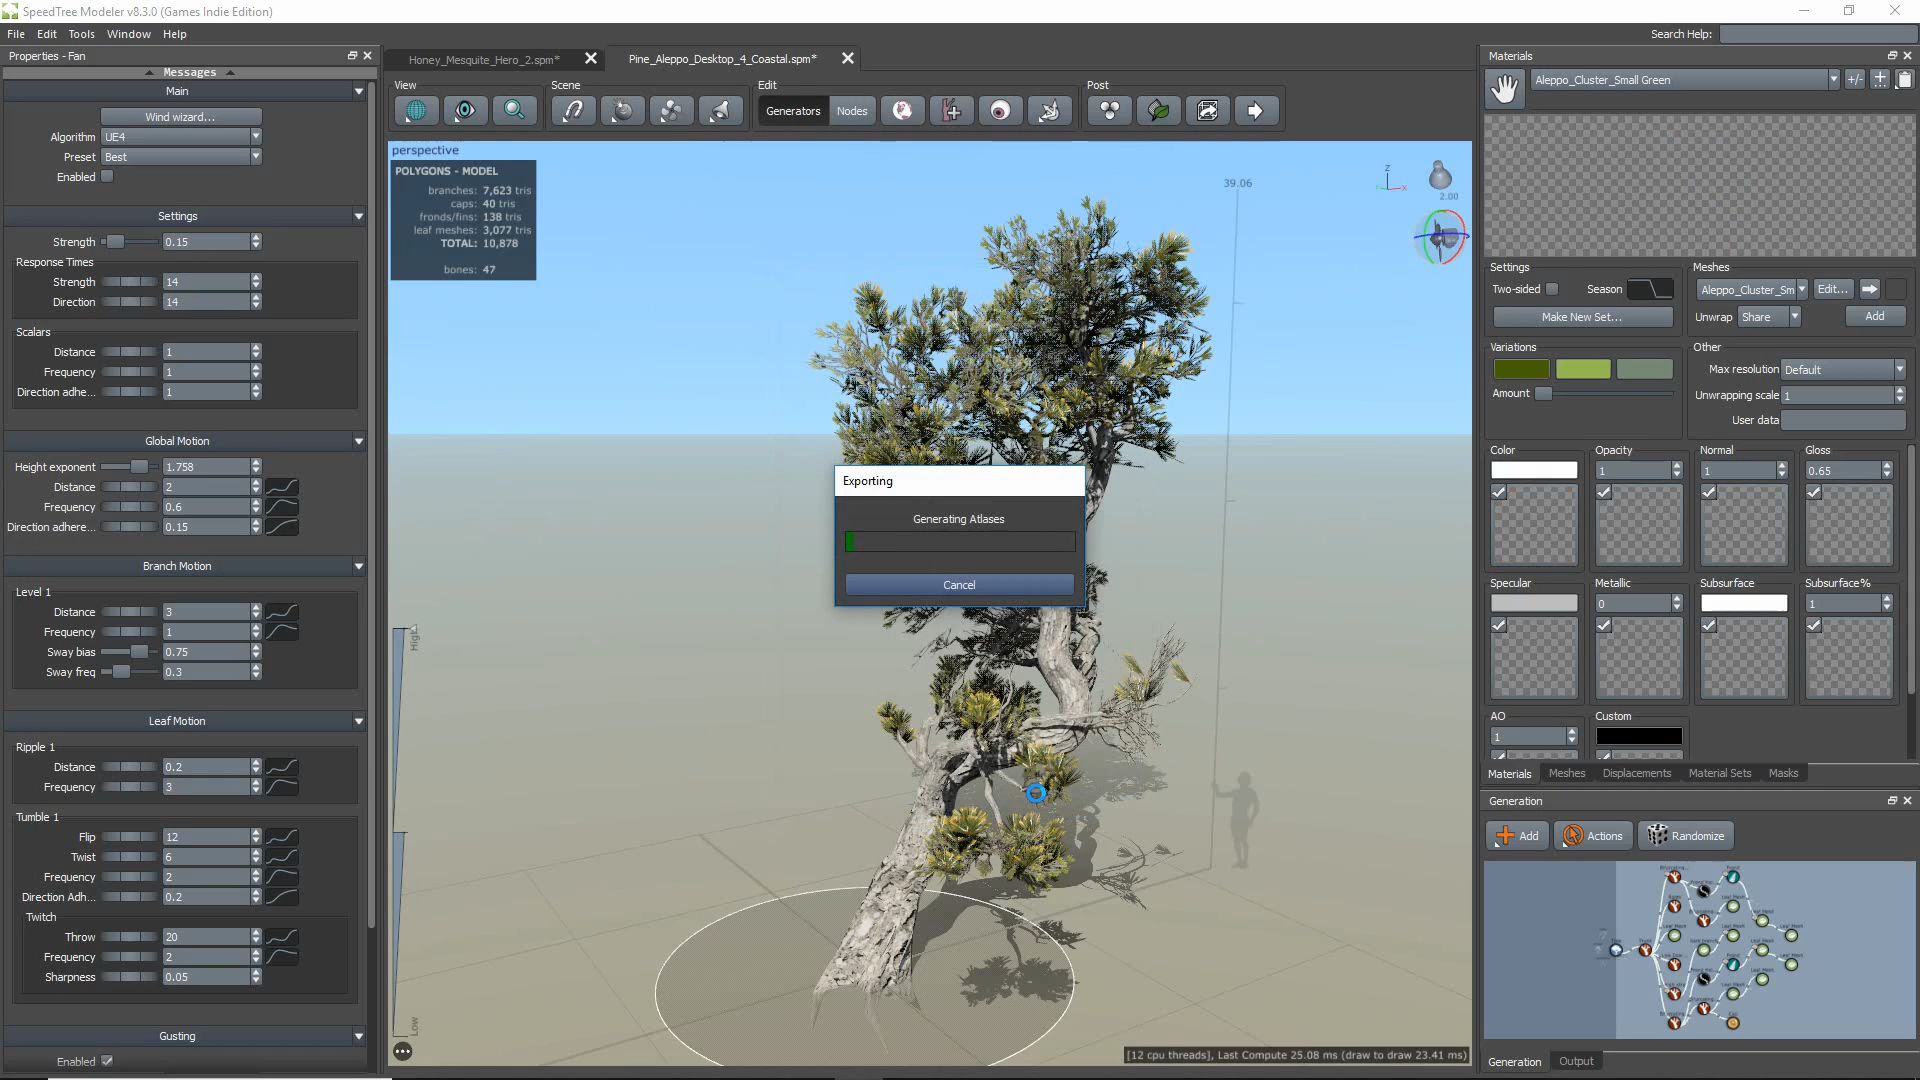 SpeedTree Modeler v8.3.0 (Games Indie Edition)
File Edit Tools Window Help
Search Help:
Properties - Fan
Messages
Main
Wind wizard...
Algorithm UE4
Preset Best
Enabled
Settings
Strength 0.15
Response Times
Strength 14
Direction 14
Scalars
Distance 1
Frequency 1
Direction adhe... 1
Global Motion
Height exponent 1.758
Distance 2
Frequency 0.6
Direction adhere... 0.15
Branch Motion
Level 1
Distance 3
Frequency 1
Sway bias 0.75
Sway freq 0.3
Leaf Motion
Ripple 1
Distance 0.2
Frequency 3
Tumble 1
Flip 12
Twist 6
Frequency 2
Direction Adh... 0.2
Twitch
Throw 20
Frequency 2
Sharpness 0.05
Gusting
Enabled
Honey_Mesquite_Hero_2.spm*
Pine_Aleppo_Desktop_4_Coastal.spm*
View Scene Edit Post
Generators Nodes
perspective
POLYGONS - MODEL
branches: 7,623 tris
caps: 40 tris
fronds/fins: 138 tris
leaf meshes: 3,077 tris
TOTAL: 10,878
bones: 47
39.06
Z
X
2.00
Exporting
Generating Atlases
Cancel
High
Low
[12 cpu threads], Last Compute 25.08 ms (draw to draw 23.41 ms)
Materials
Aleppo_Cluster_Small Green
+/-
Settings
Two-sided Season
Make New Set...
Meshes
Aleppo_Cluster_Sm Edit...
Unwrap Share Add
Variations
Amount
Other
Max resolution Default
Unwrapping scale 1
User data
Color Opacity Normal Gloss
1 1 0.65
Specular Metallic Subsurface Subsurface%
0 1
AO Custom
1
Materials Meshes Displacements Material Sets Masks
Generation
Add Actions Randomize
Generation Output